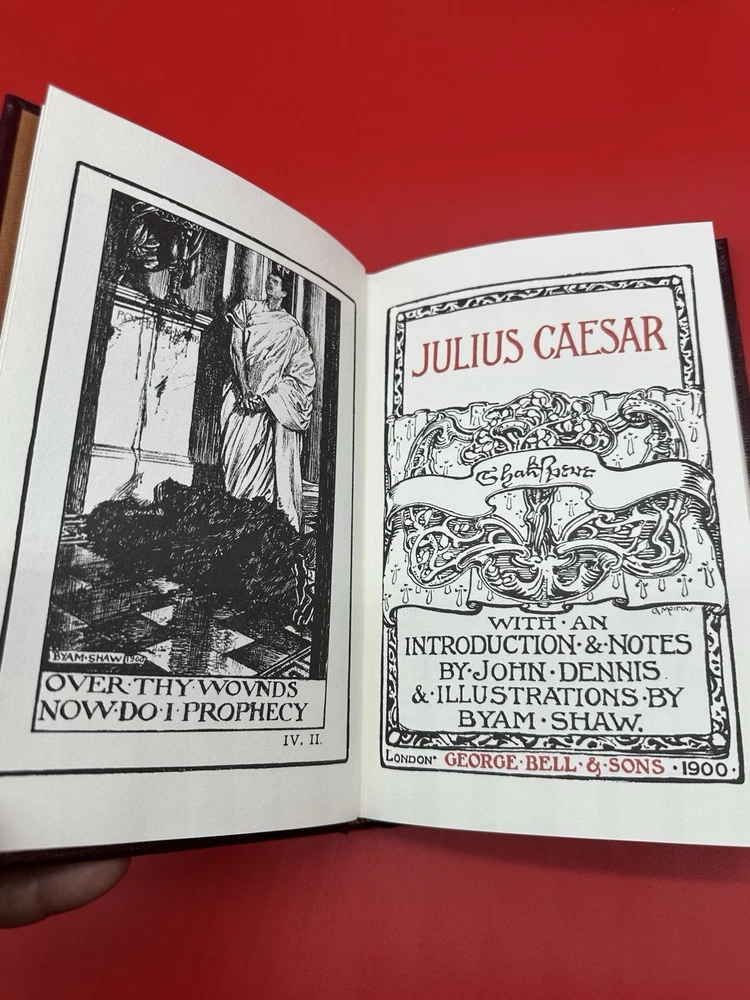 BYAM·SHAW 1900
OVER·THY·WOVNDS
NOW·DO·I·PROPHECY
IV. II.
JULIUS CAESAR
Shakspere
WITH·AN
INTRODUCTION·&·NOTES
BY·JOHN·DENNIS
&·ILLUSTRATIONS·BY
BYAM·SHAW.
LONDON· GEORGE·BELL·&·SONS ·1900·